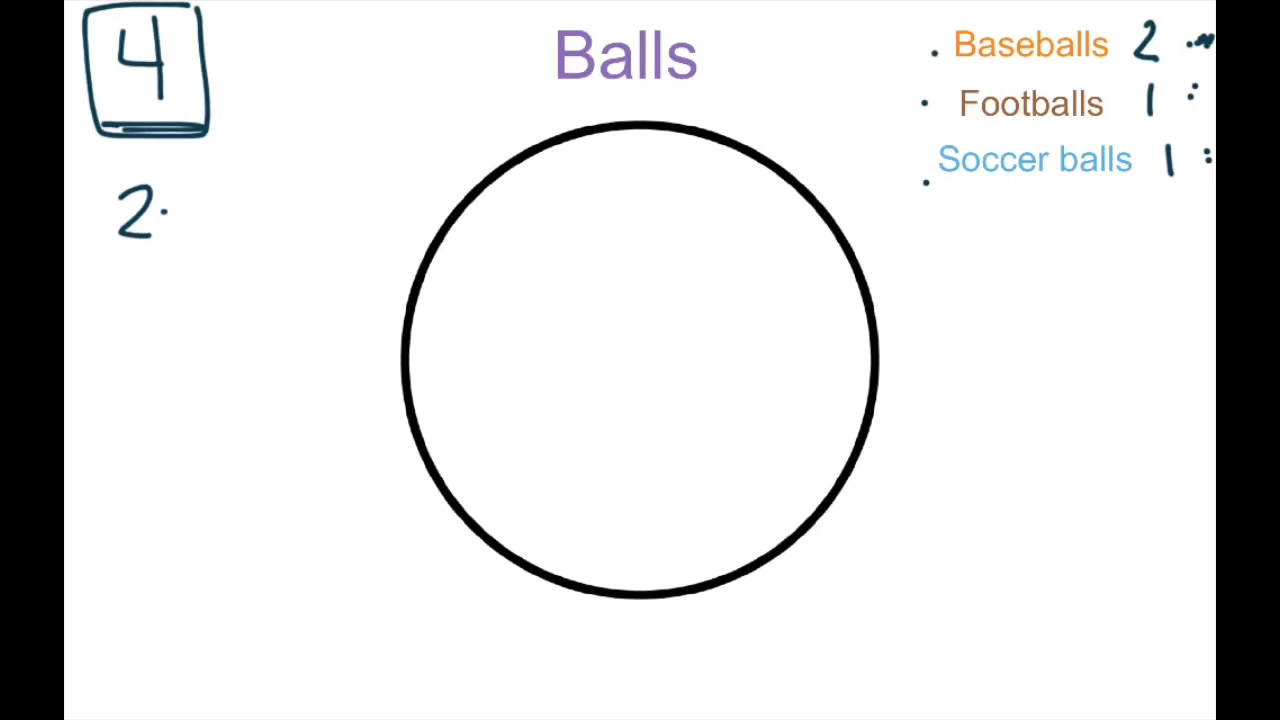 4
Balls
Baseballs 2
Footballs 1 :
Soccer balls 1 :
2.